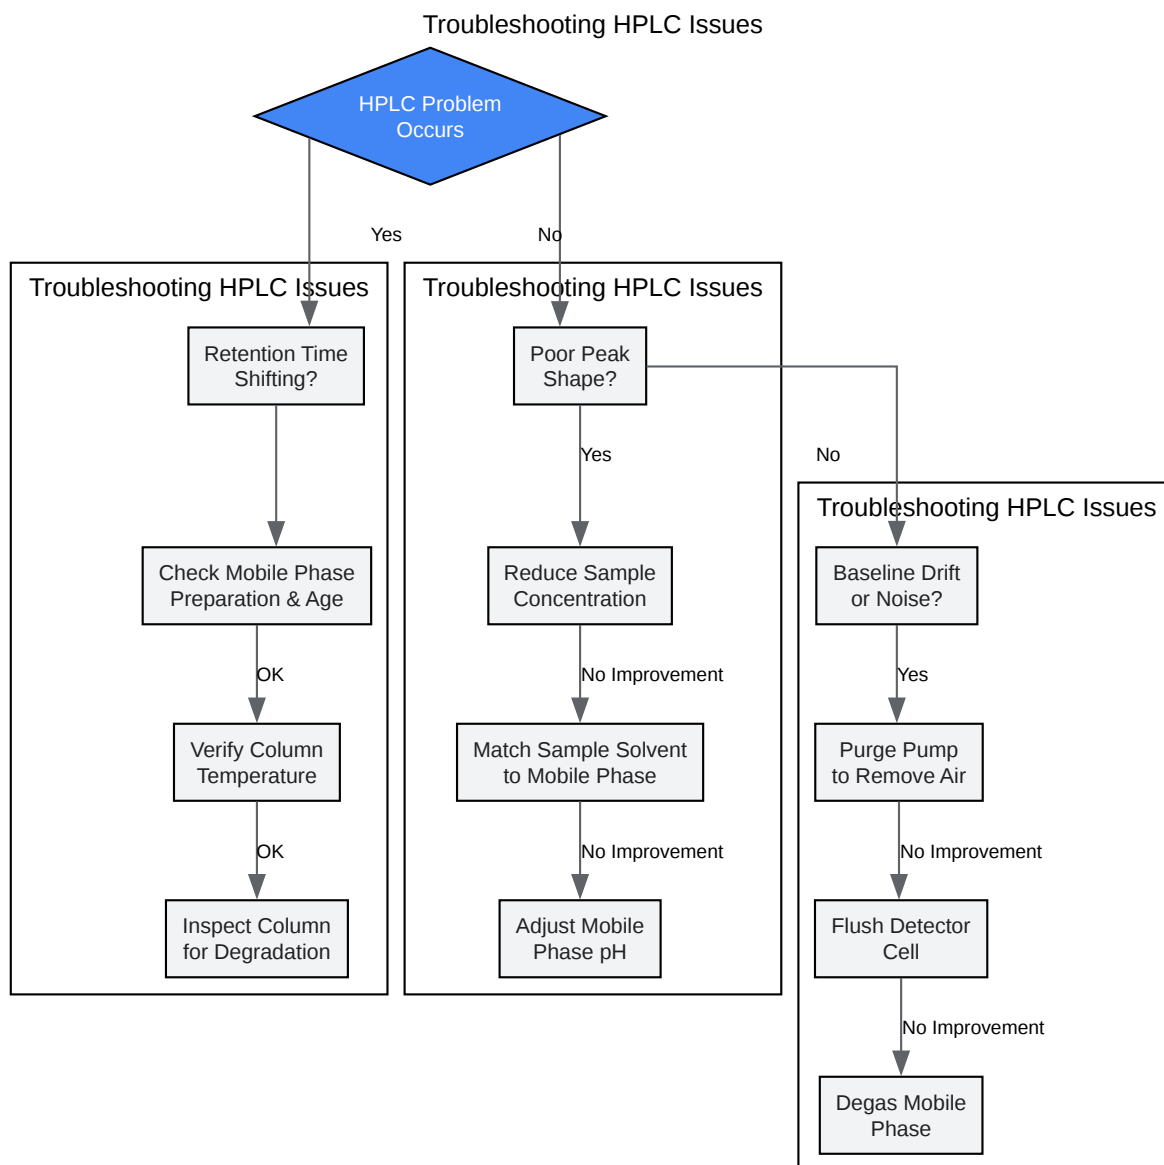 Troubleshooting HPLC Issues
HPLC Problem
Occurs
Yes
No
Troubleshooting HPLC Issues
Retention Time
Shifting?
Check Mobile Phase
Preparation & Age
OK
Verify Column
Temperature
OK
Inspect Column
for Degradation
Troubleshooting HPLC Issues
Poor Peak
Shape?
Yes
No
Reduce Sample
Concentration
No Improvement
Match Sample Solvent
to Mobile Phase
No Improvement
Adjust Mobile
Phase pH
Troubleshooting HPLC Issues
Baseline Drift
or Noise?
Yes
Purge Pump
to Remove Air
No Improvement
Flush Detector
Cell
No Improvement
Degas Mobile
Phase